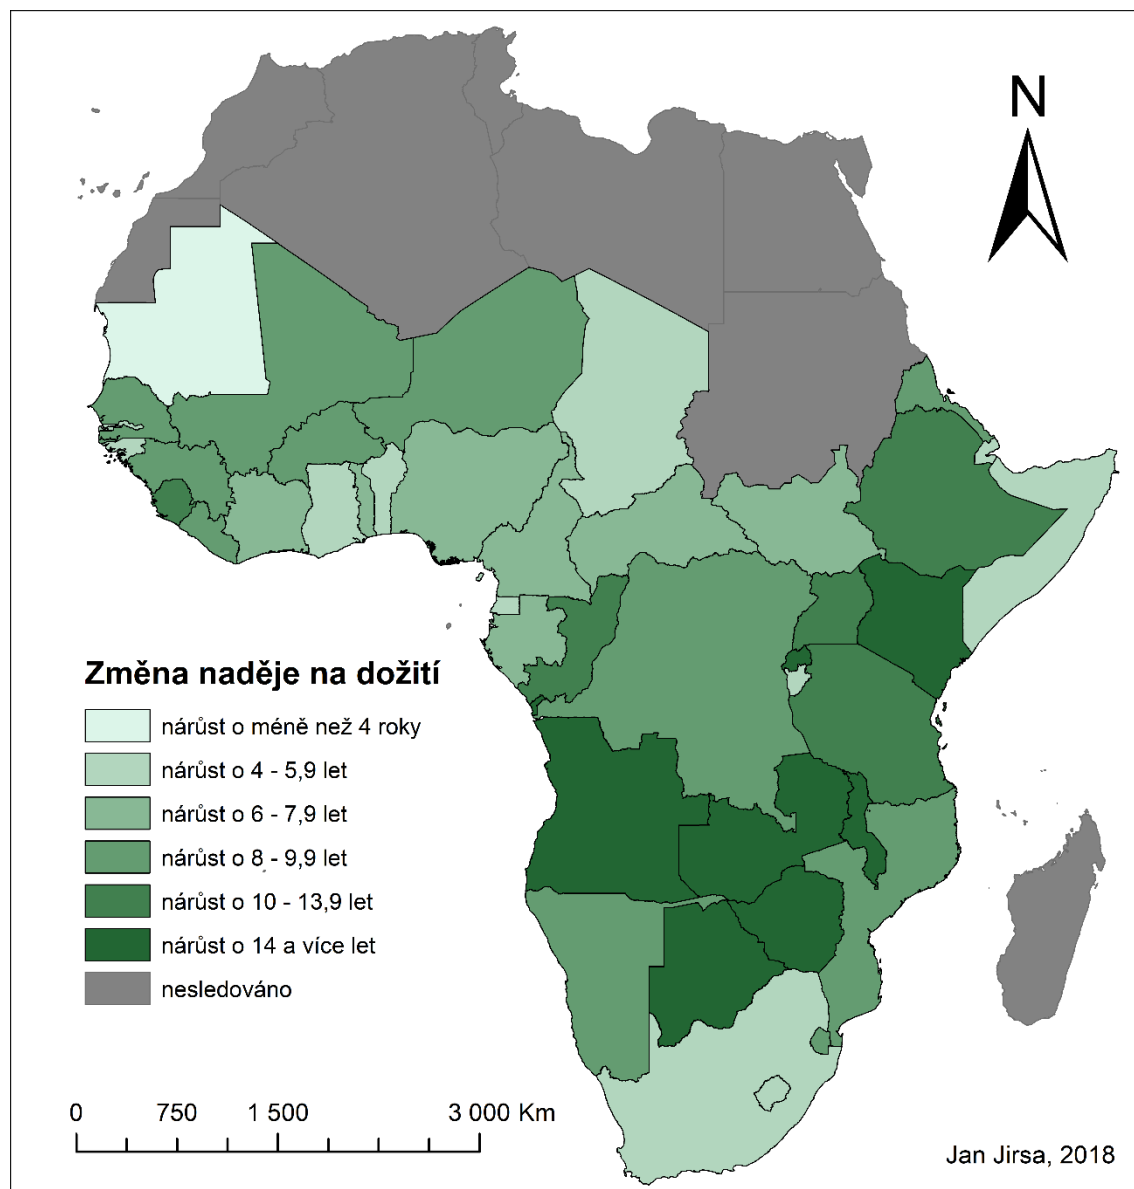 N
Změna naděje na dožití
nárůst o méně než 4 roky
nárůst o 4 - 5,9 let
nárůst o 6 - 7,9 let
nárůst o 8 - 9,9 let
nárůst o 10 - 13,9 let
nárůst o 14 a více let
nesledováno
0 750 1 500 3 000 Km
Jan Jirsa, 2018